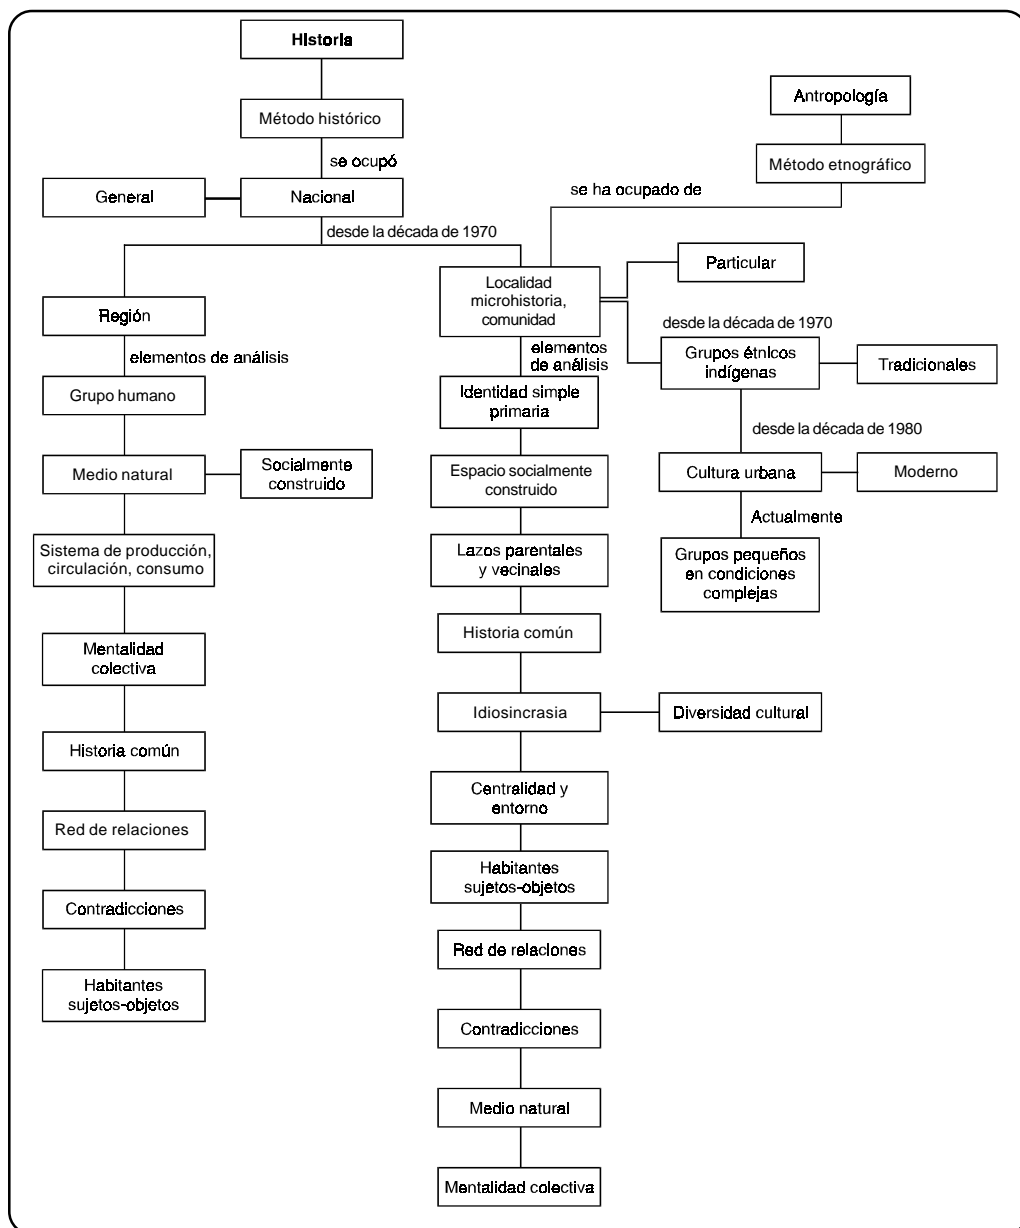 Historia
Antropología
Método histórico
se ocupó
Método etnográfico
General
Nacional
se ha ocupado de
desde la década de 1970
Particular
Localidad
microhistoria,
comunidad
Región
desde la década de 1970
elementos de análisis
elementos
de análisis
Grupos étnicos
indígenas
Tradicionales
Grupo humano
Identidad simple
primaria
desde la década de 1980
Medio natural
Socialmente
construido
Espacio socialmente
construido
Cultura urbana
Moderno
Actualmente
Sistema de producción,
circulación, consumo
Lazos parentales
y vecinales
Grupos pequeños
en condiciones
complejas
Historia común
Mentalidad
colectiva
Idiosincrasia
Diversidad cultural
Historia común
Centralidad y
entorno
Red de relaciones
Habitantes
sujetos-objetos
Contradicciones
Red de relaciones
Habitantes
sujetos-objetos
Contradicciones
Medio natural
Mentalidad colectiva